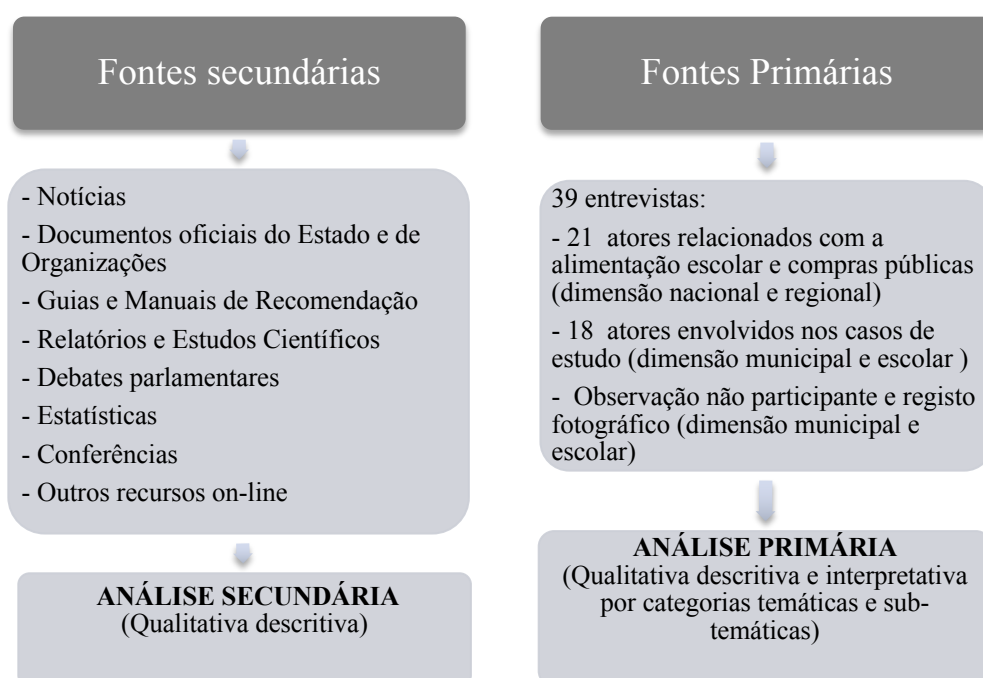 Fontes secundárias
- Notícias
- Documentos oficiais do Estado e de
Organizações
- Guias e Manuais de Recomendação
- Relatórios e Estudos Científicos
- Debates parlamentares
- Estatísticas
- Conferências
- Outros recursos on-line
ANÁLISE SECUNDÁRIA
(Qualitativa descritiva)
Fontes Primárias
39 entrevistas:
- 21 atores relacionados com a
alimentação escolar e compras públicas
(dimensão nacional e regional)
- 18 atores envolvidos nos casos de
estudo (dimensão municipal e escolar )
- Observação não participante e registo
fotográfico (dimensão municipal e
escolar)
ANÁLISE PRIMÁRIA
(Qualitativa descritiva e interpretativa
por categorias temáticas e sub-
temáticas)